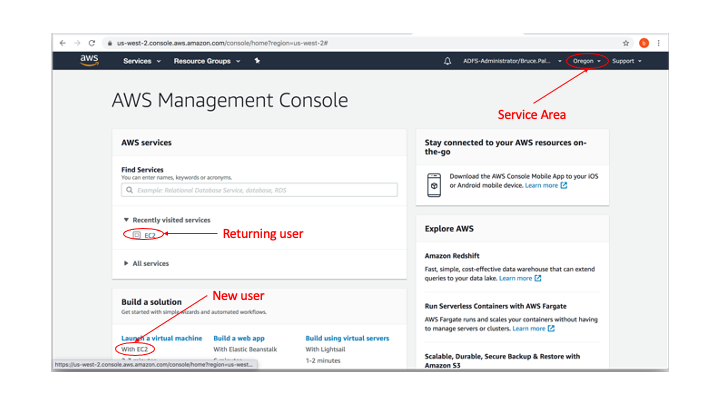 us-west-2.console.aws.amazon.com/console/home?region=us-west-2#
aws Services Resource Groups ADFS-Administrator/Bruce.Pal... Oregon Support
AWS Management Console
Service Area
AWS services
Find Services
You can enter names, keywords or acronyms.
Example: Relational Database Service, database, RDS
Recently visited services
EC2
Returning user
All services
Build a solution
Get started with simple wizards and automated workflows.
New user
Launch a virtual machine
With EC2
Build a web app
With Elastic Beanstalk
Build using virtual servers
With Lightsail
1-2 minutes
https://us-west-2.console.aws.amazon.com/console/home?region=us-west...
Stay connected to your AWS resources on-
the-go
Download the AWS Console Mobile App to your iOS
or Android mobile device. Learn more
Explore AWS
Amazon Redshift
Fast, simple, cost-effective data warehouse that can extend
queries to your data lake. Learn more
Run Serverless Containers with AWS Fargate
AWS Fargate runs and scales your containers without having
to manage servers or clusters. Learn more
Scalable, Durable, Secure Backup & Restore with
Amazon S3